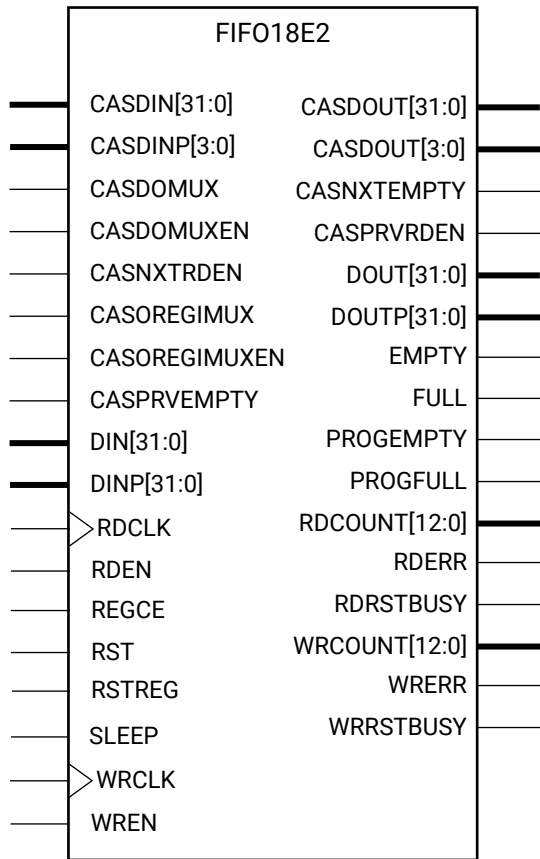 FIFO18E2
CASDIN[31:0]
CASDINP[3:0]
CASDOMUX
CASDOMUXEN
CASNXTRDEN
CASOREGIMUX
CASOREGIMUXEN
CASPRVEMPTY
DIN[31:0]
DINP[31:0]
RDCLK
RDEN
REGCE
RST
RSTREG
SLEEP
WRCLK
WREN
CASDOUT[31:0]
CASDOUT[3:0]
CASNXTEMPTY
CASPRVRDEN
DOUT[31:0]
DOUTP[31:0]
EMPTY
FULL
PROGEMPTY
PROGFULL
RDCOUNT[12:0]
RDERR
RDRSTBUSY
WRCOUNT[12:0]
WRERR
WRRSTBUSY